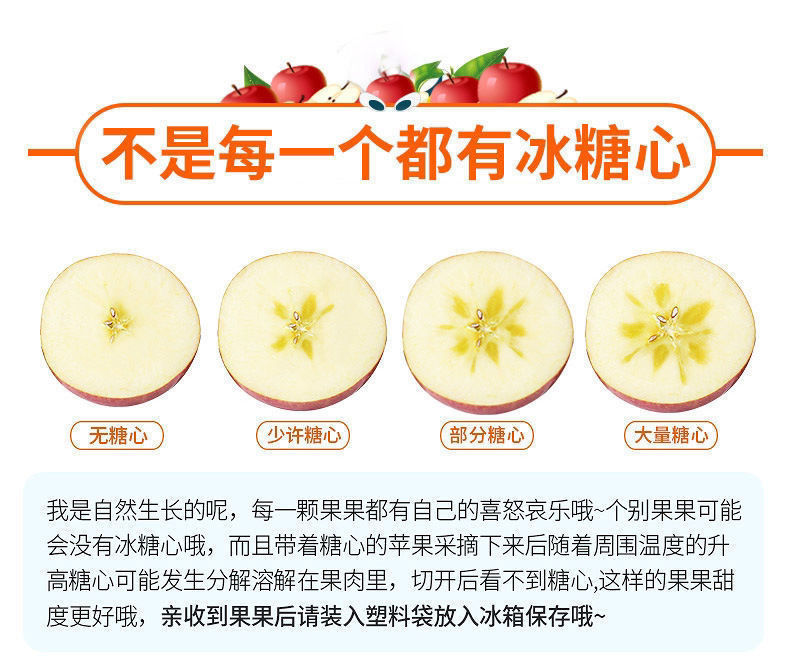 不是每一个都有冰糖心
无糖心
少许糖心
部分糖心
大量糖心
我是自然生长的呢，每一颗果果都有自己的喜怒哀乐哦~个别果果可能
会没有冰糖心哦，而且带着糖心的苹果采摘下来后随着周围温度的升
高糖心可能发生分解溶解在果肉里，切开后看不到糖心,这样的果果甜
度更好哦，亲收到果果后请装入塑料袋放入冰箱保存哦~